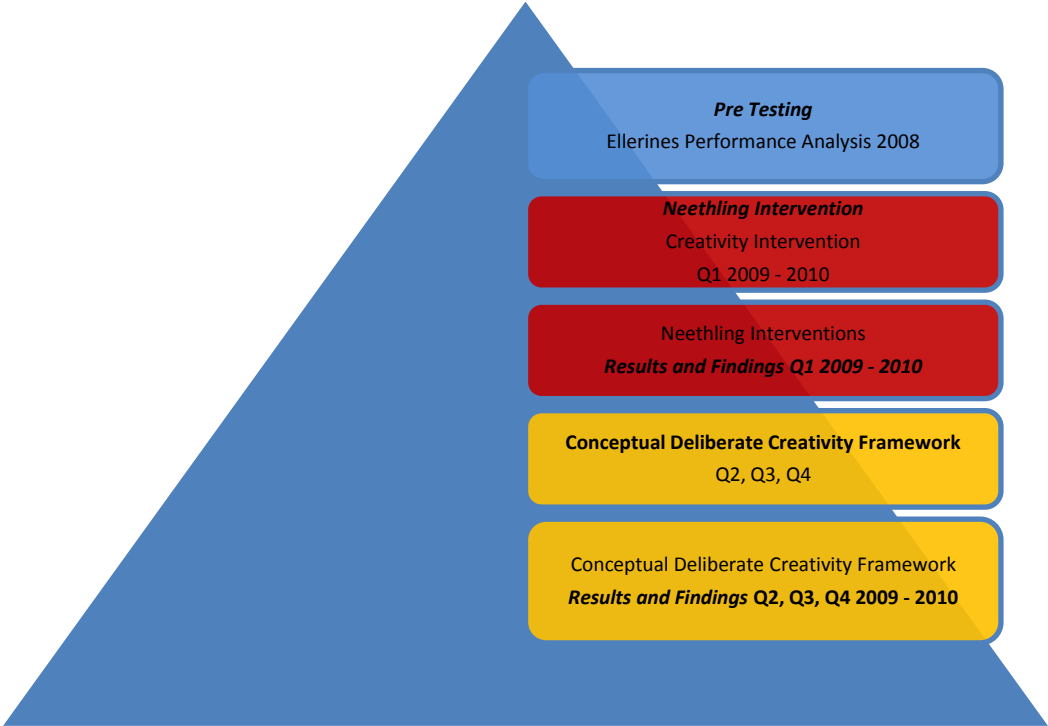 Pre Testing
Ellerines Performance Analysis 2008
Neethling Intervention
Creativity Intervention
Q1 2009 - 2010
Neethling Interventions
Results and Findings Q1 2009 - 2010
Conceptual Deliberate Creativity Framework
Q2, Q3, Q4
Conceptual Deliberate Creativity Framework
Results and Findings Q2, Q3, Q4 2009 - 2010